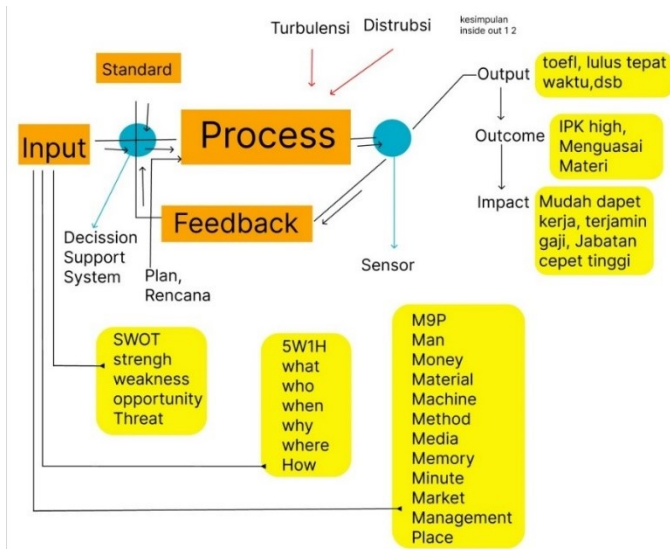 Turbulensi
Distrubsi
kesimpulan
inside out 1 2
Standard
Input
Process
Feedback
Decission
Support
System
Plan,
Rencana
Sensor
Output
toefl, lulus tepat
waktu,dsb
Outcome
IPK high,
Menguasai
Materi
Impact
Mudah dapet
kerja, terjamin
gaji, Jabatan
cepet tinggi
SWOT
strengh
weakness
opportunity
Threat
5W1H
what
who
when
why
where
How
M9P
Man
Money
Material
Machine
Method
Media
Memory
Minute
Market
Management
Place